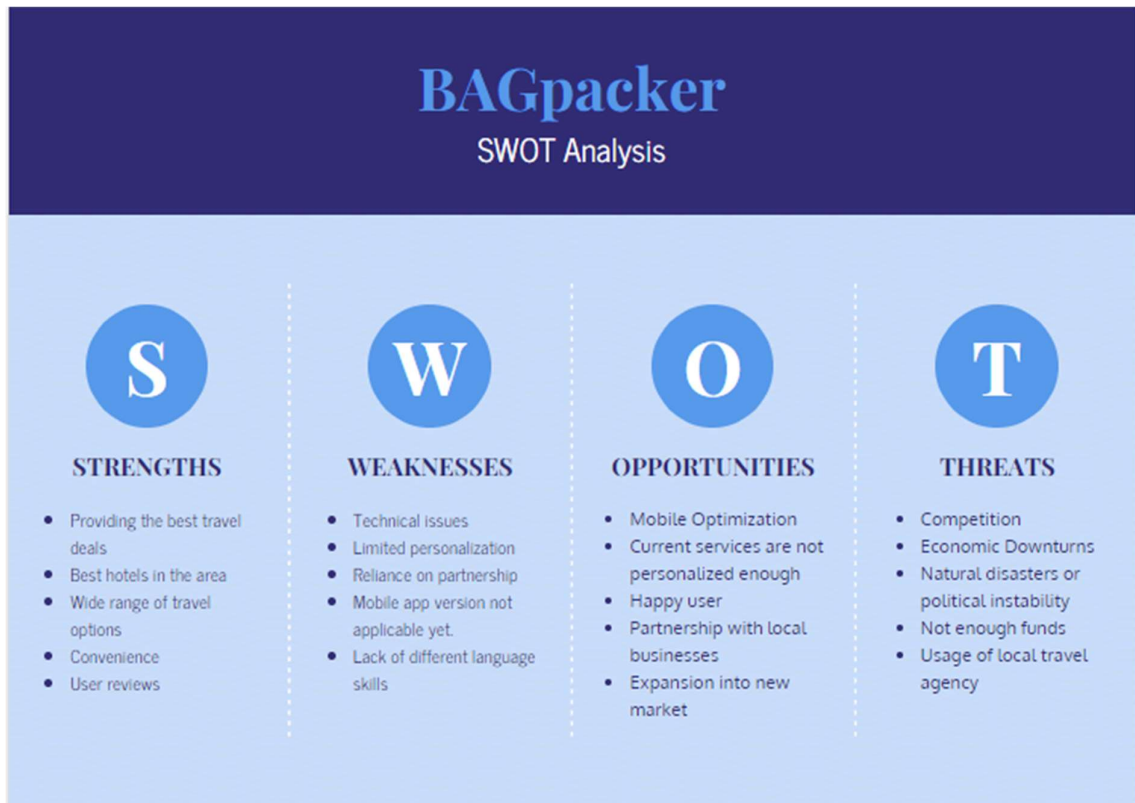 BAGpacker
SWOT Analysis
S
STRENGTHS
Providing the best travel
deals
Best hotels in the area
Wide range of travel
options
Convenience
User reviews
W
WEAKNESSES
Technical issues
Limited personalization
Reliance on partnership
Mobile app version not
applicable yet.
Lack of different language
skills
O
OPPORTUNITIES
Mobile Optimization
Current services are not
personalized enough
Happy user
Partnership with local
businesses
Expansion into new
market
T
THREATS
Competition
Economic Downturns
Natural disasters or
political instability
Not enough funds
Usage of local travel
agency